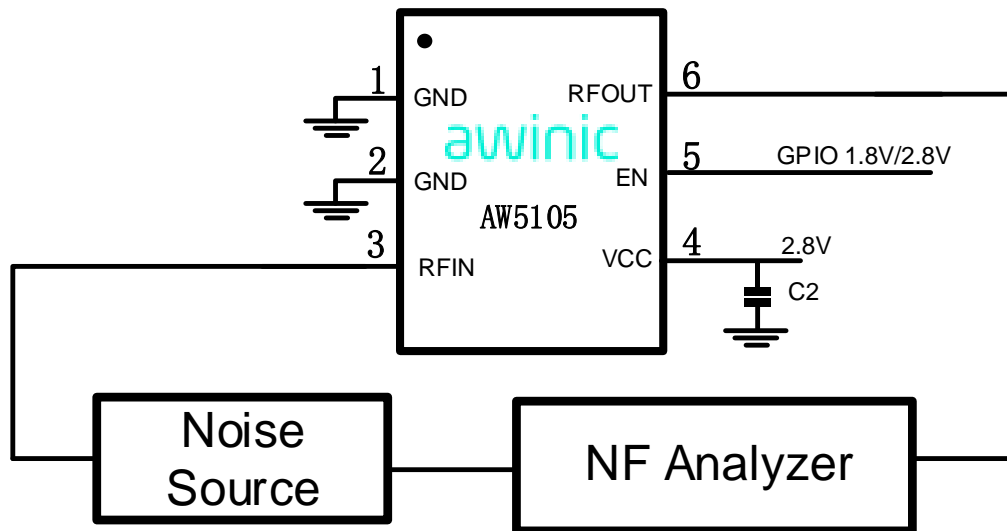 1
GND
RFOUT
6
awinic
2
GND
EN
5
GPIO 1.8V/2.8V
AW5105
3
RFIN
VCC
4
2.8V
C2
Noise
Source
NF Analyzer